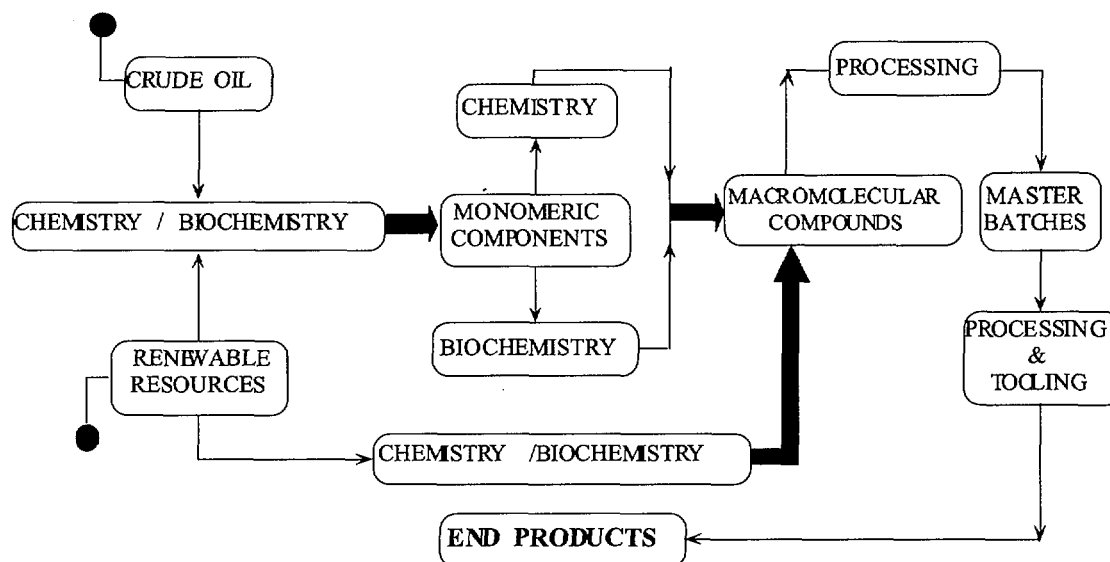 CRUDE OIL
CHEMISTRY / BIOCHEMISTRY
RENEWABLE
RESOURCES
CHEMISTRY
MONOMERIC
COMPONENTS
BIOCHEMISTRY
CHEMISTRY /BIOCHEMISTRY
MACROMOLECULAR
COMPOUNDS
PROCESSING
MASTER
BATCHES
PROCESSING
&
TOOLING
END PRODUCTS